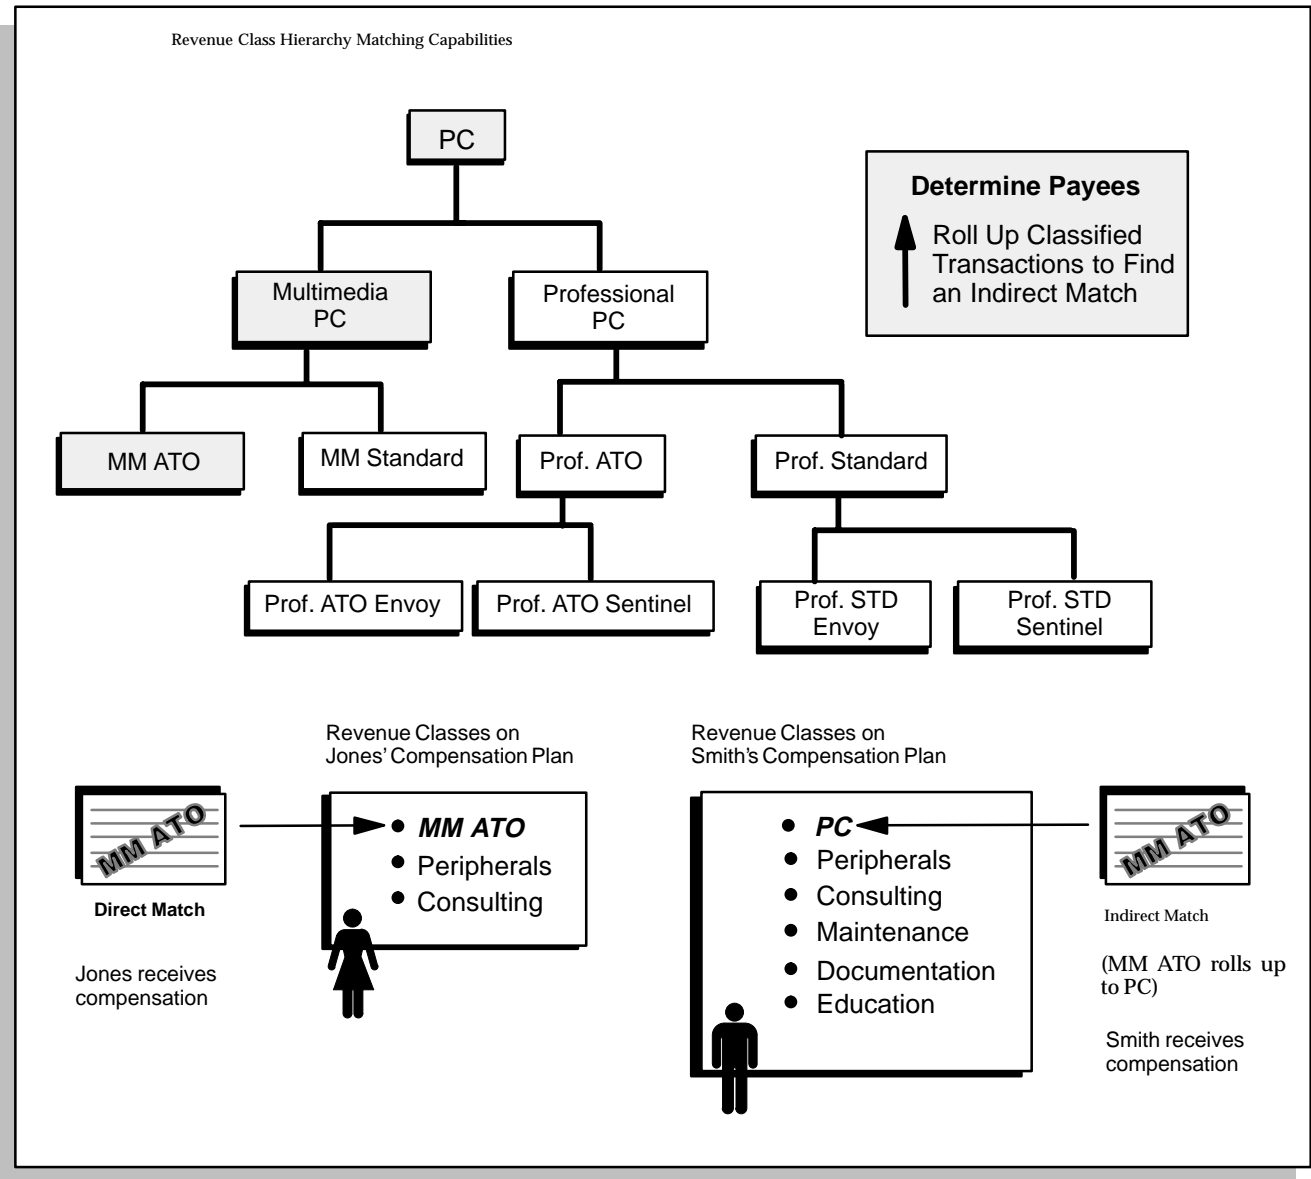 Revenue Class Hierarchy Matching Capabilities
PC
Determine Payees
Roll Up Classified
Transactions to Find
an Indirect Match
Multimedia
PC
Professional
PC
MM ATO
MM Standard
Prof. ATO
Prof. Standard
Prof. ATO Envoy
Prof. ATO Sentinel
Prof. STD
Envoy
Prof. STD
Sentinel
Revenue Classes on
Jones' Compensation Plan
Revenue Classes on
Smith's Compensation Plan
MM ATO
Direct Match
Jones receives
compensation
• MM ATO
• Peripherals
• Consulting
• PC
• Peripherals
• Consulting
• Maintenance
• Documentation
• Education
MM ATO
Indirect Match
(MM ATO rolls up
to PC)
Smith receives
compensation